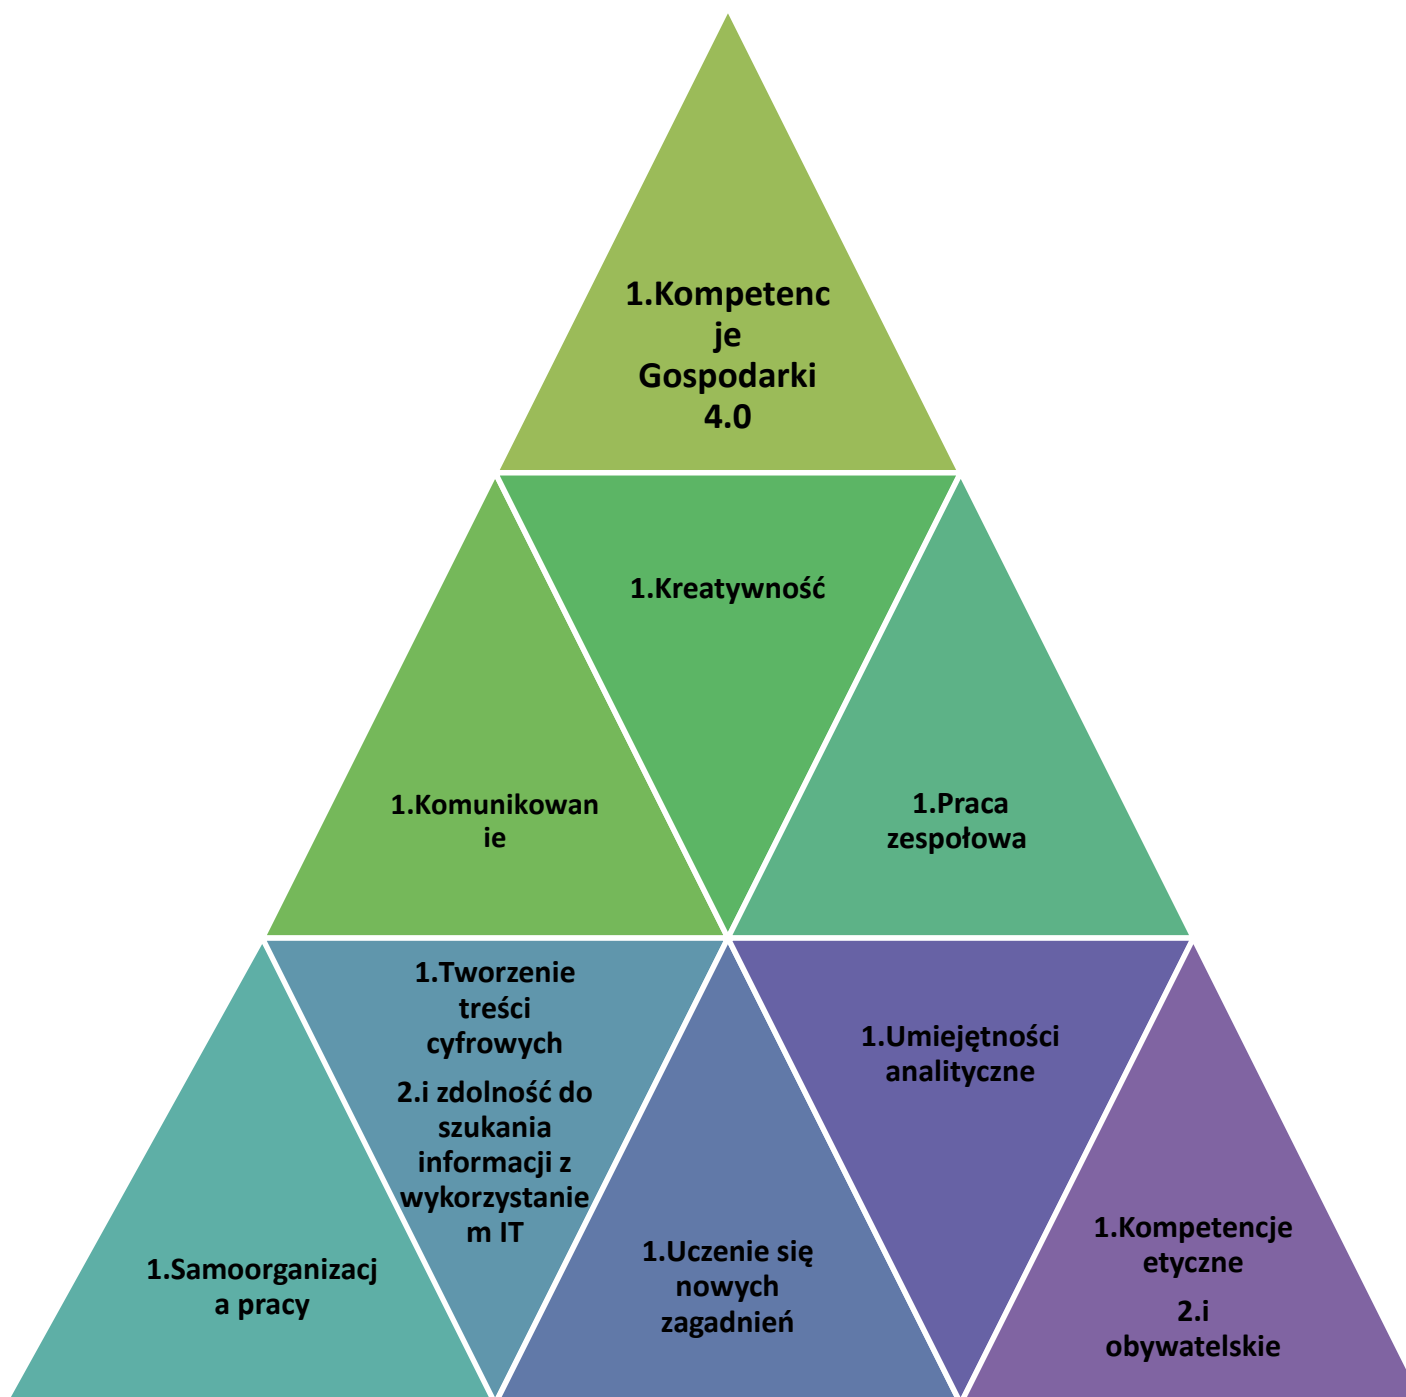 1.Kompetenc
je
Gospodarki
4.0
1.Kreatywność
1.Komunikowan
ie
1.Praca
zespołowa
1.Samoorganizacj
a pracy
1.Tworzenie
treści
cyfrowych
2.i zdolność do
szukania
informacji z
wykorzystanie
m IT
1.Uczenie się
nowych
zagadnień
1.Umiejętności
analityczne
1.Kompetencje
etyczne
2.i
obywatelskie